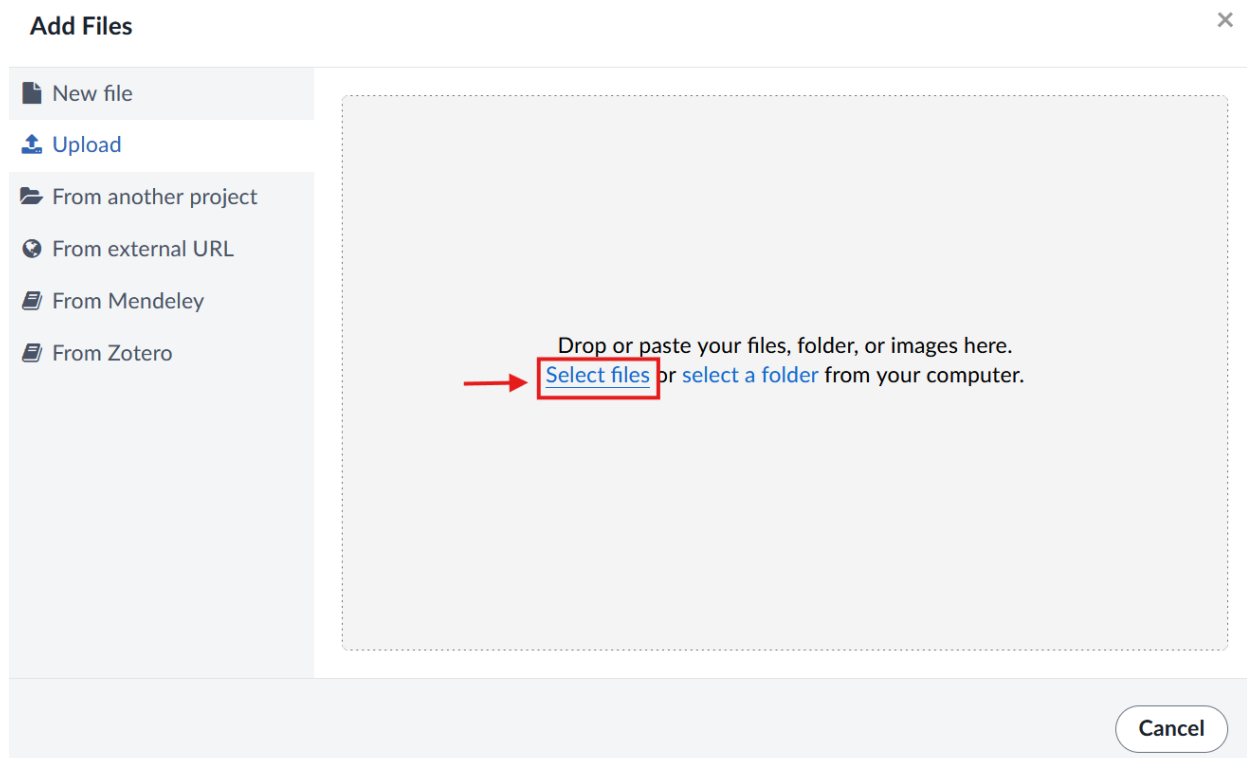 Add Files
New file
Upload
From another project
From external URL
From Mendeley
From Zotero
Drop or paste your files, folder, or images here.
Select files or select a folder from your computer.
Cancel